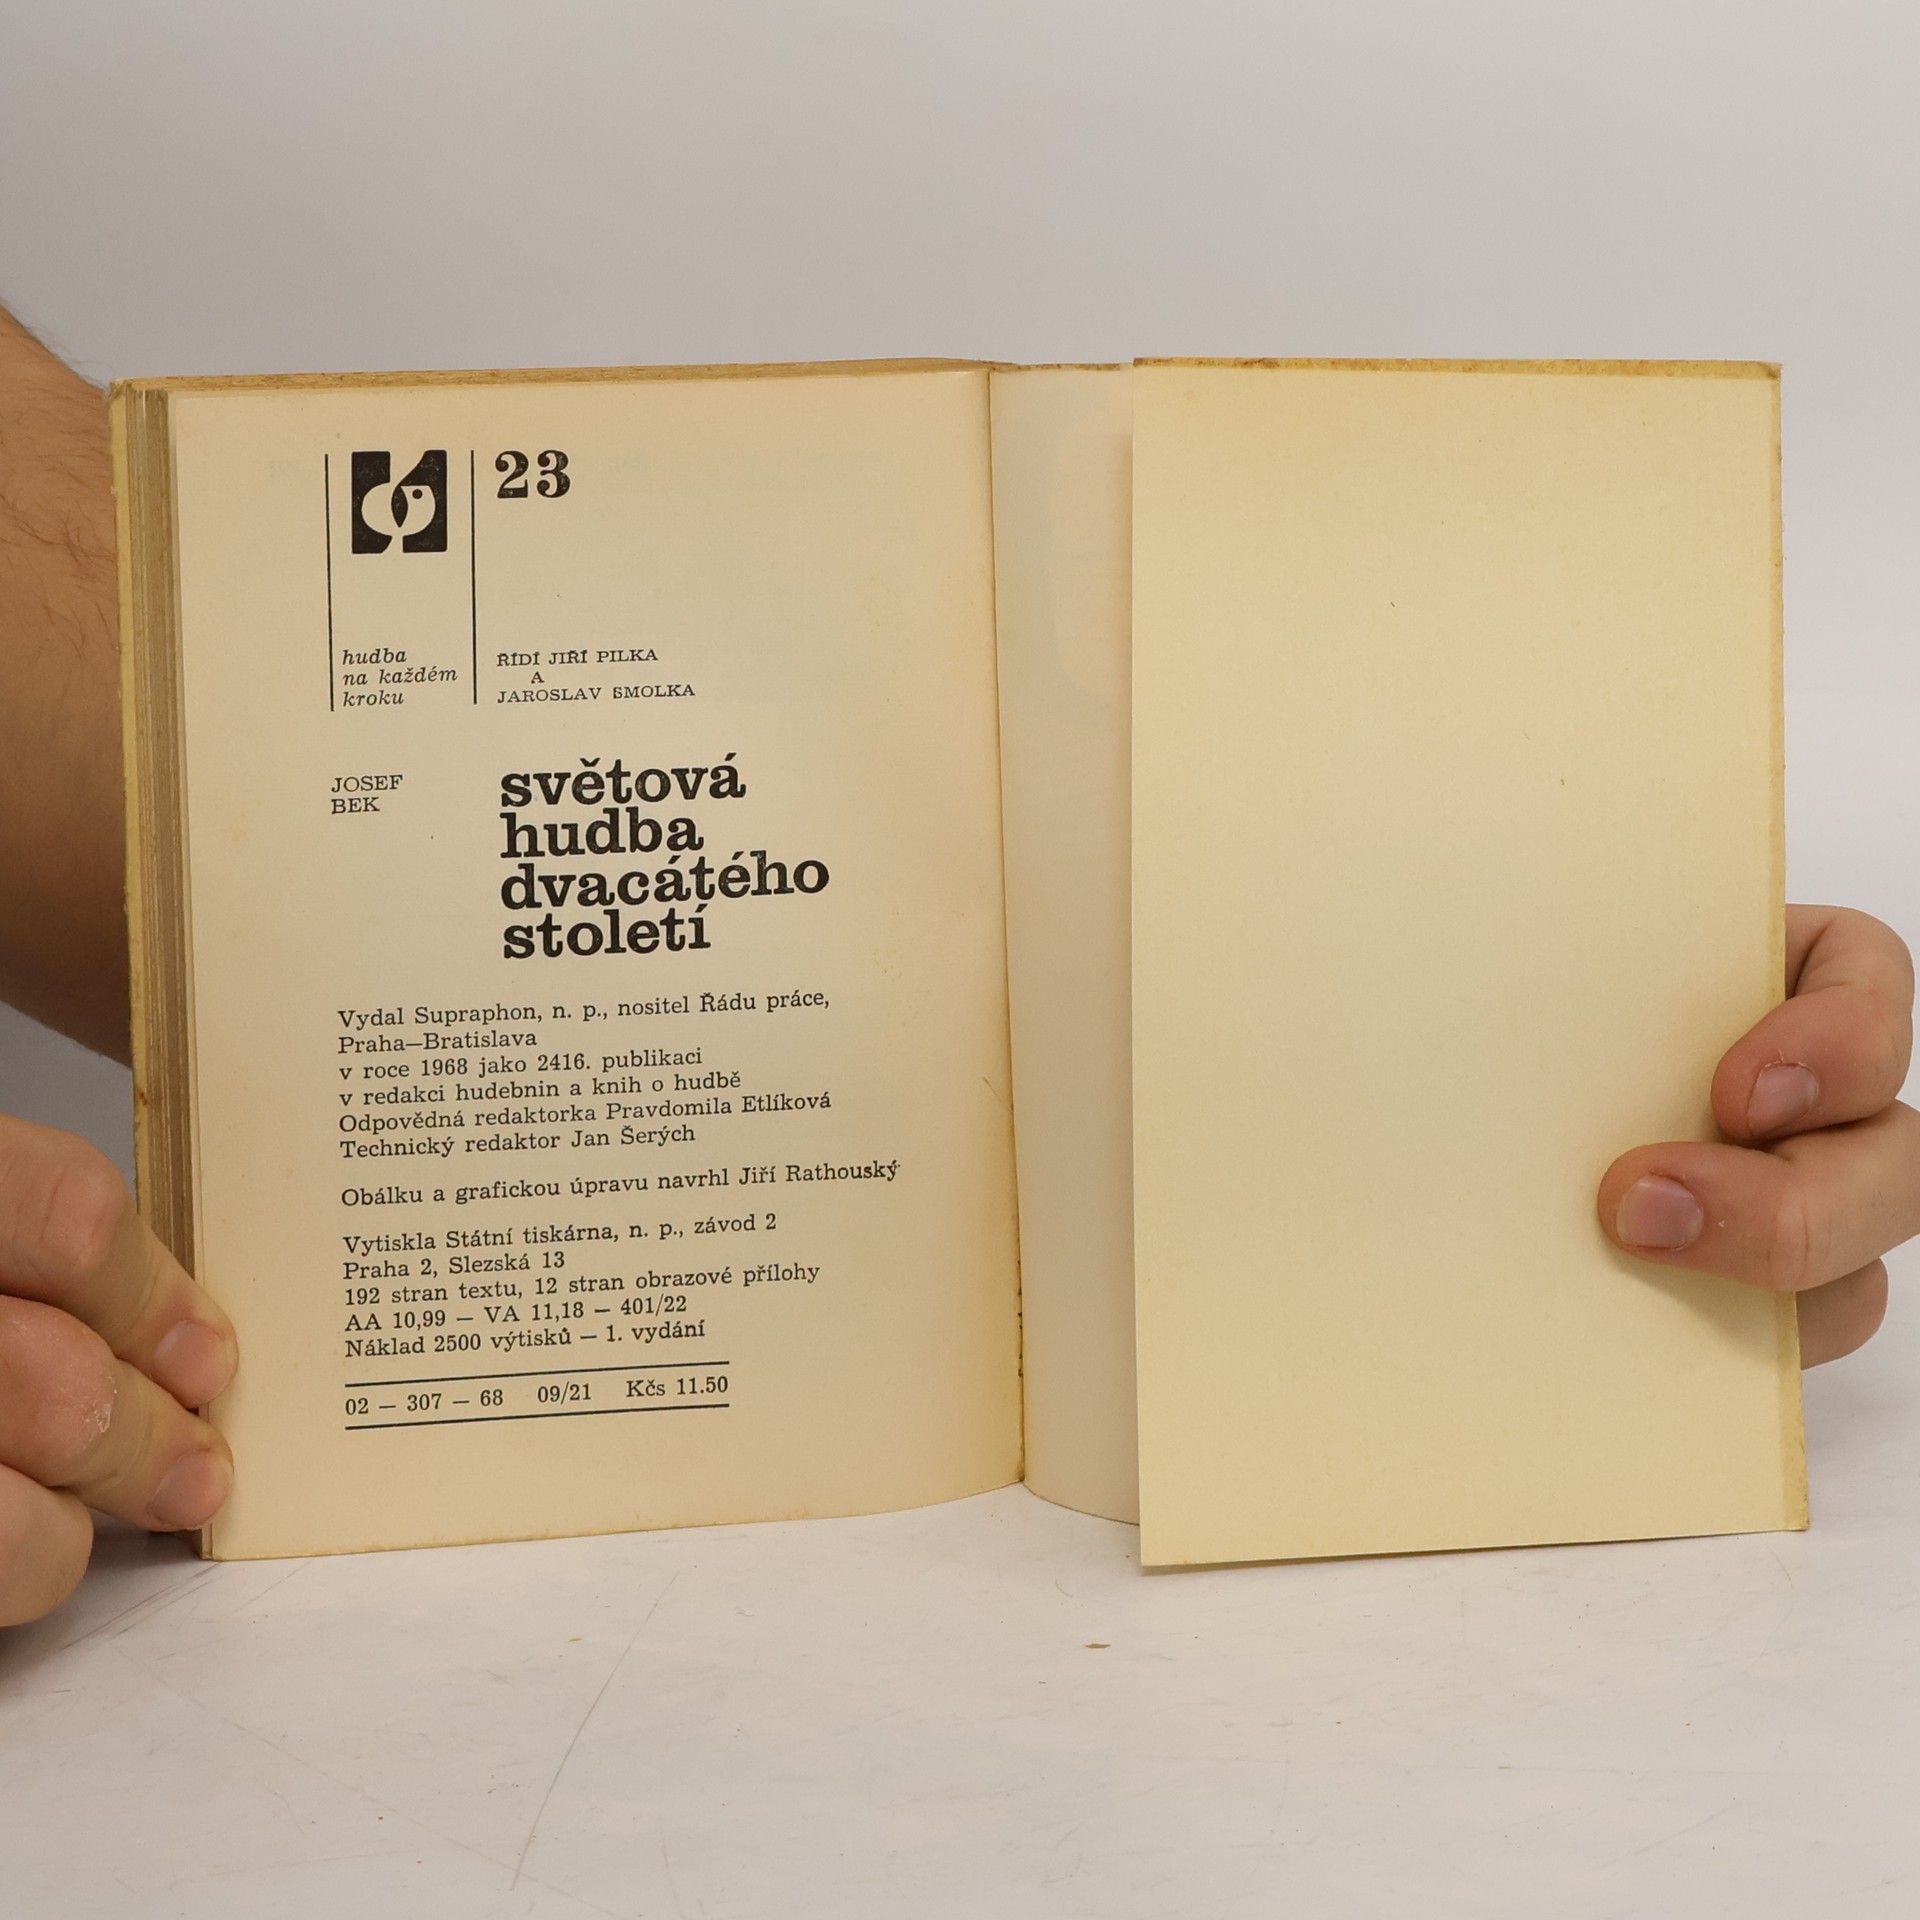 23
hudba
na každém
kroku
ŘÍDÍ JIŘÍ PILKA
A
JAROSLAV SMOLKA
JOSEF
BEK
světová
hudba
dvacátého
století
Vydal Supraphon, n. p., nositel Řádu práce,
Praha—Bratislava
v roce 1968 jako 2416. publikaci
v redakci hudebnin a knih o hudbě
Odpovědná redaktorka Pravdomila Etlíková
Technický redaktor Jan Šerých
Obálku a grafickou úpravu navrhl Jiří Rathouský
Vytiskla Státní tiskárna, n. p., závod 2
Praha 2, Slezská 13
192 stran textu, 12 stran obrazové přílohy
AA 10,99 — VA 11,18 — 401/22
Náklad 2500 výtisků — 1. vydání
02 — 307 — 68 09/21 Kčs 11.50